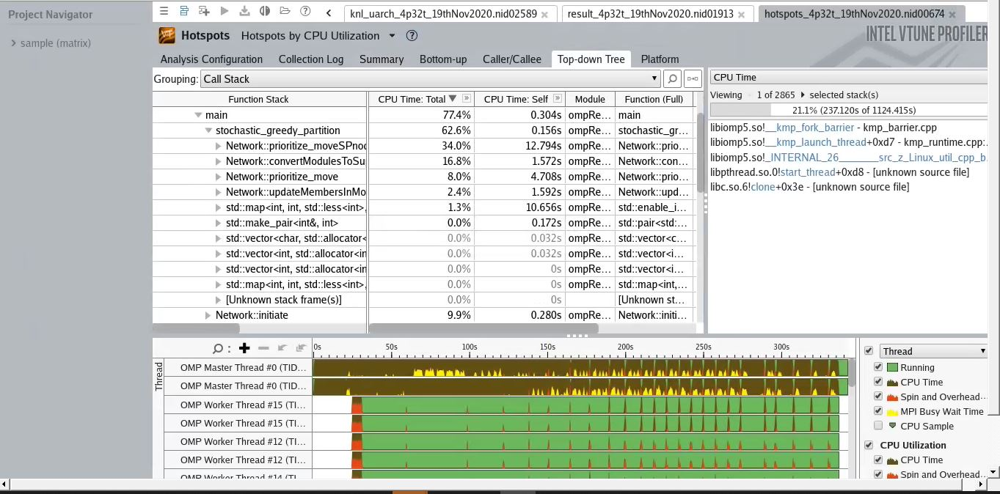 Project Navigator
sample (matrix)
knl_uarch_4p32t_19thNov2020.nid02589
result_4p32t_19thNov2020.nid01913
hotspots_4p32t_19thNov2020.nid00674
Hotspots Hotspots by CPU Utilization
INTEL VTUNE PROFILER
Analysis Configuration Collection Log Summary Bottom-up Caller/Callee Top-down Tree Platform
Grouping: Call Stack
Function Stack CPU Time: Total CPU Time: Self Module Function (Full)
main 77.4% 0.304s ompRe... main
stochastic_greedy_partition 62.6% 0.156s ompRe... stochastic_gr...
Network::prioritize_moveSPnod 34.0% 12.794s ompRe... Network::prio...
Network::convertModulesToSu 16.8% 1.572s ompRe... Network::con...
Network::prioritize_move 8.0% 4.708s ompRe... Network::prio...
Network::updateMembersInMo 2.4% 1.592s ompRe... Network::upd...
std::map<int, int, std::less<int>, 1.3% 10.656s ompRe... std::enable_i...
std::make_pair<int&, int> 0.0% 0.172s ompRe... std::pair<std:...
std::vector<char, std::allocator< 0.0% 0.032s ompRe... std::vector<c...
std::vector<int, std::allocator<in 0.0% 0.032s ompRe... std::vector<i...
std::vector<int, std::allocator<in 0.0% 0s ompRe... std::vector<i...
std::map<int, int, std::less<int>, 0.0% 0s ompRe... std::map<int,...
[Unknown stack frame(s)] 0.0% 0s [Unknown st...
Network::initiate 9.9% 0.280s ompRe... Network::initi...
CPU Time
Viewing 1 of 2865 selected stack(s)
21.1% (237.120s of 1124.415s)
libiomp5.so!__kmp_fork_barrier - kmp_barrier.cpp
libiomp5.so!__kmp_launch_thread+0xd7 - kmp_runtime.cpp:.
libiomp5.so!_INTERNAL_26________src_z_Linux_util_cpp_b.
libpthread.so.0!start_thread+0xd8 - [unknown source file]
libc.so.6!clone+0x3e - [unknown source file]
0s 50s 100s 150s 200s 250s 300s
Thread
OMP Master Thread #0 (TID...
OMP Master Thread #0 (TID...
OMP Worker Thread #15 (TI...
OMP Worker Thread #15 (TI...
OMP Worker Thread #12 (TI...
OMP Worker Thread #12 (TI...
OMP Worker Thread #14 (TI...
Thread
Running
CPU Time
Spin and Overhead...
MPI Busy Wait Time
CPU Sample
CPU Utilization
CPU Time
Spin and Overhead...